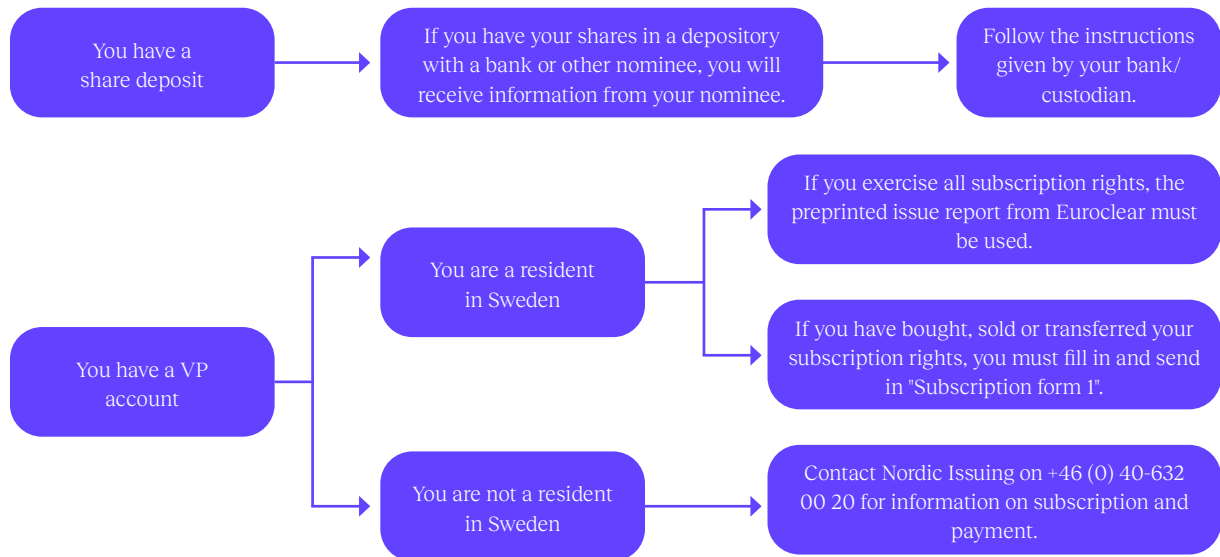 You have a
share deposit
If you have your shares in a depository
with a bank or other nominee, you will
receive information from your nominee.
Follow the instructions
given by your bank/
custodian.
You have a VP
account
You are a resident
in Sweden
If you exercise all subscription rights, the
preprinted issue report from Euroclear must
be used.
If you have bought, sold or transferred your
subscription rights, you must fill in and send
in "Subscription form 1".
You are not a resident
in Sweden
Contact Nordic Issuing on +46 (0) 40-632
00 20 for information on subscription and
payment.